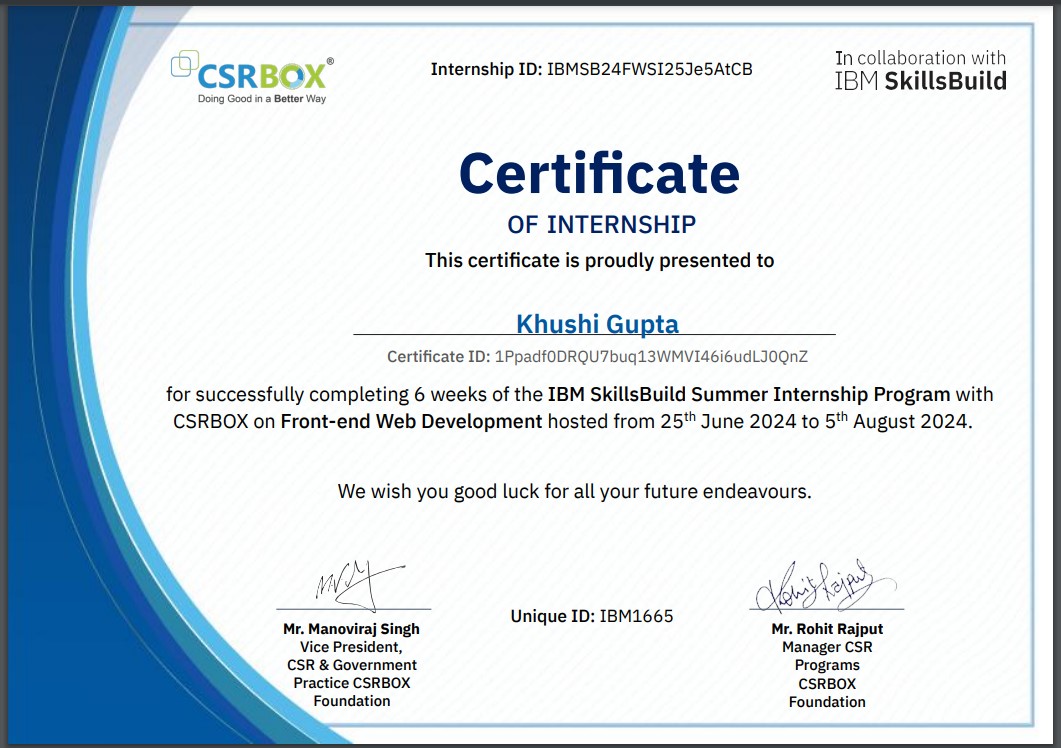 CSRBOX®
Doing Good in a Better Way
Internship ID: IBMSB24FWSI25Je5AtCB
In collaboration with
IBM SkillsBuild
Certificate
OF INTERNSHIP
This certificate is proudly presented to
Khushi Gupta
Certificate ID: 1Ppadf0DRQU7buq13WMVI46i6udLJ0QnZ
for successfully completing 6 weeks of the IBM SkillsBuild Summer Internship Program with
CSRBOX on Front-end Web Development hosted from 25th June 2024 to 5th August 2024.
We wish you good luck for all your future endeavours.
Rohit Rajput
Unique ID: IBM1665
Mr. Manoviraj Singh
Vice President,
CSR & Government
Practice CSRBOX
Foundation
Mr. Rohit Rajput
Manager CSR
Programs
CSRBOX
Foundation